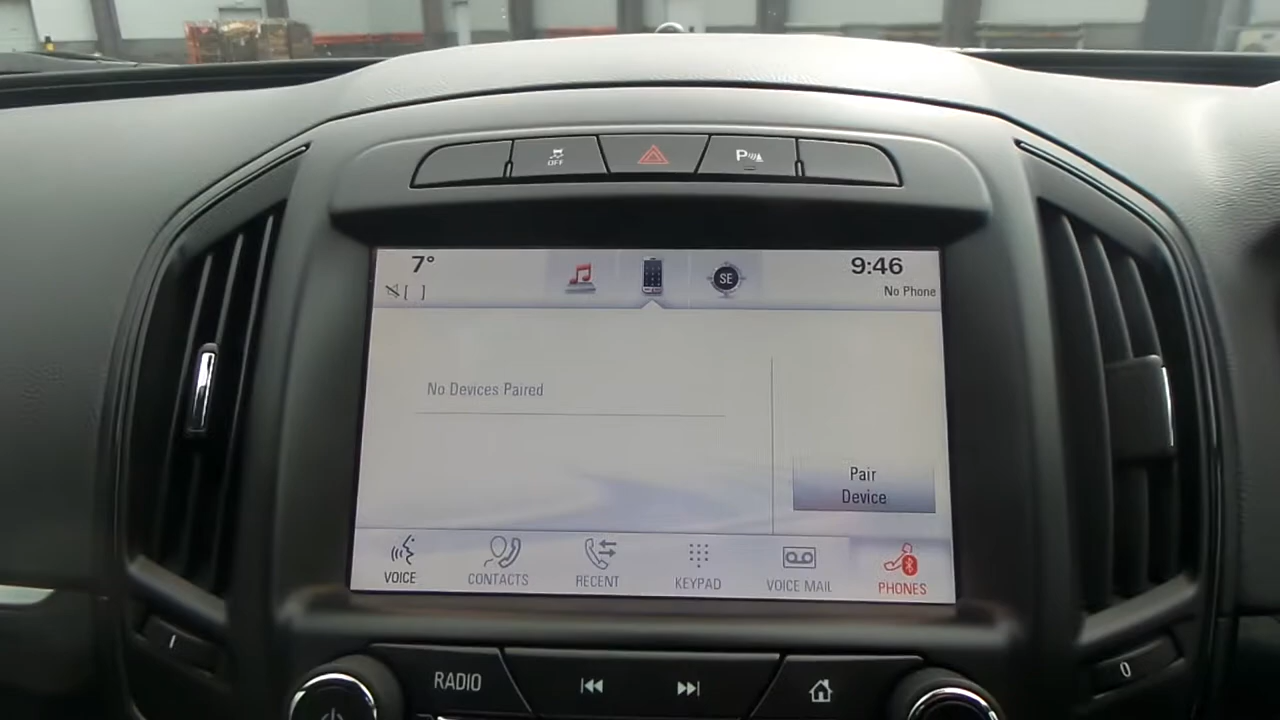 OFF
P
7°
SE
9:46
[ ]
No Phone
No Devices Paired
Pair
Device
VOICE
CONTACTS
RECENT
KEYPAD
VOICE MAIL
PHONES
I
RADIO
0